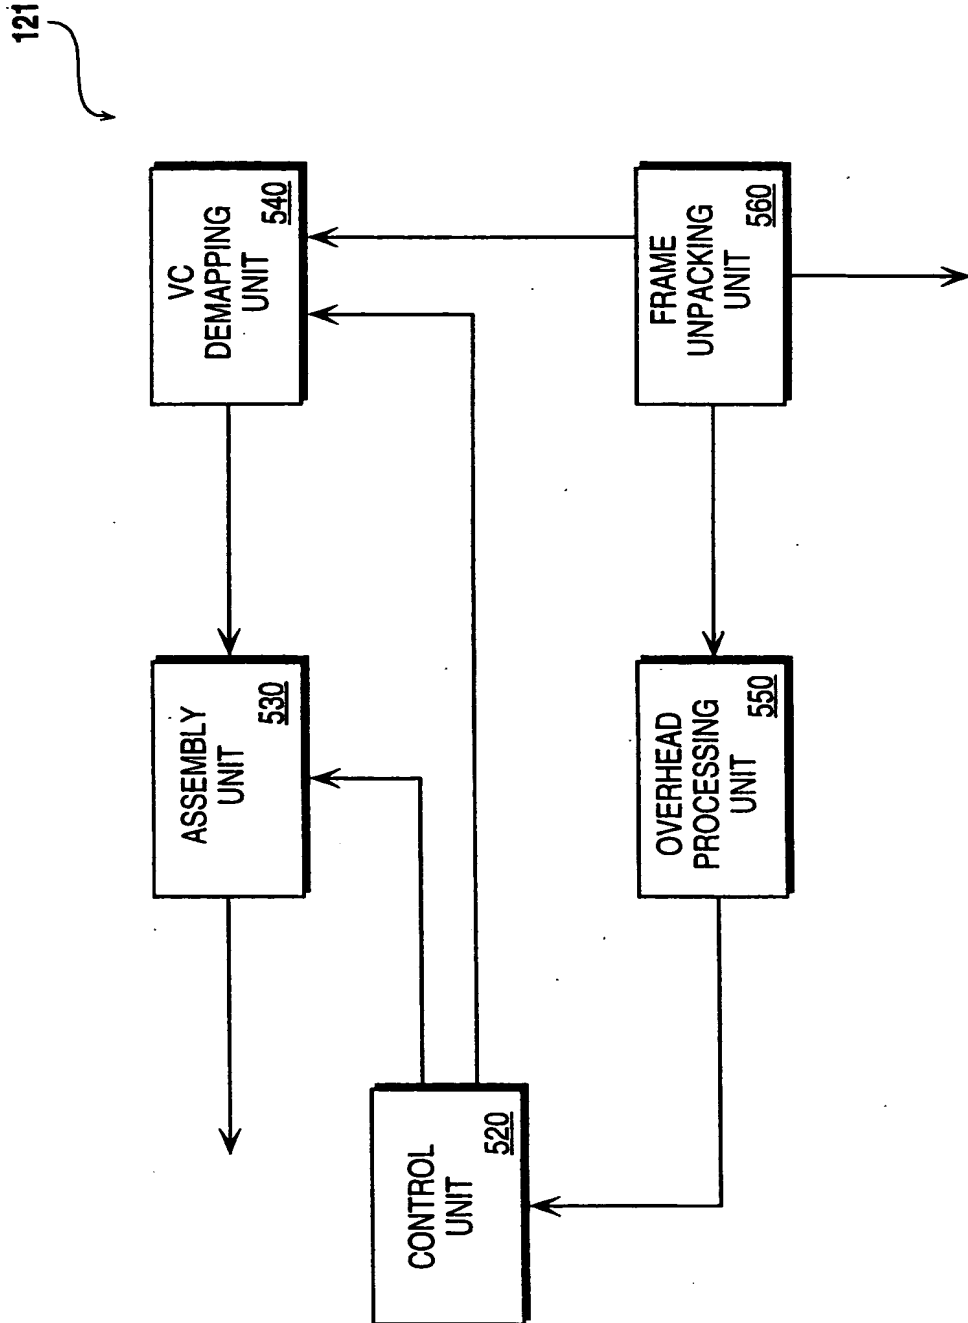 121
VC
DEMAPPING
UNIT
540
FRAME
UNPACKING
UNIT
560
ASSEMBLY
UNIT
530
OVERHEAD
PROCESSING
UNIT
550
CONTROL
UNIT
520